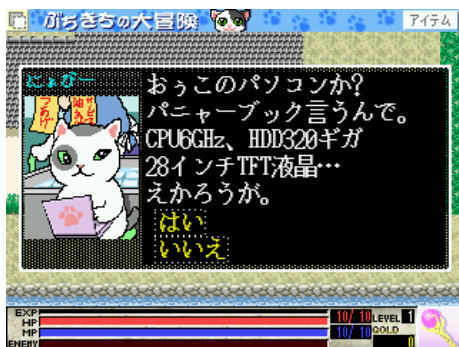 ぶちきちの大冒険
アイテム
にゃびー
おぅこのパソコンか?
パニャーブック言うんで。
CPU6GHz、HDD320ギガ
28インチTFT液晶…
えかろうが。
はい
いいえ
EXP
HP
10/ 10
LEVEL 1
MP
10/ 10
GOLD
ENEMY
0